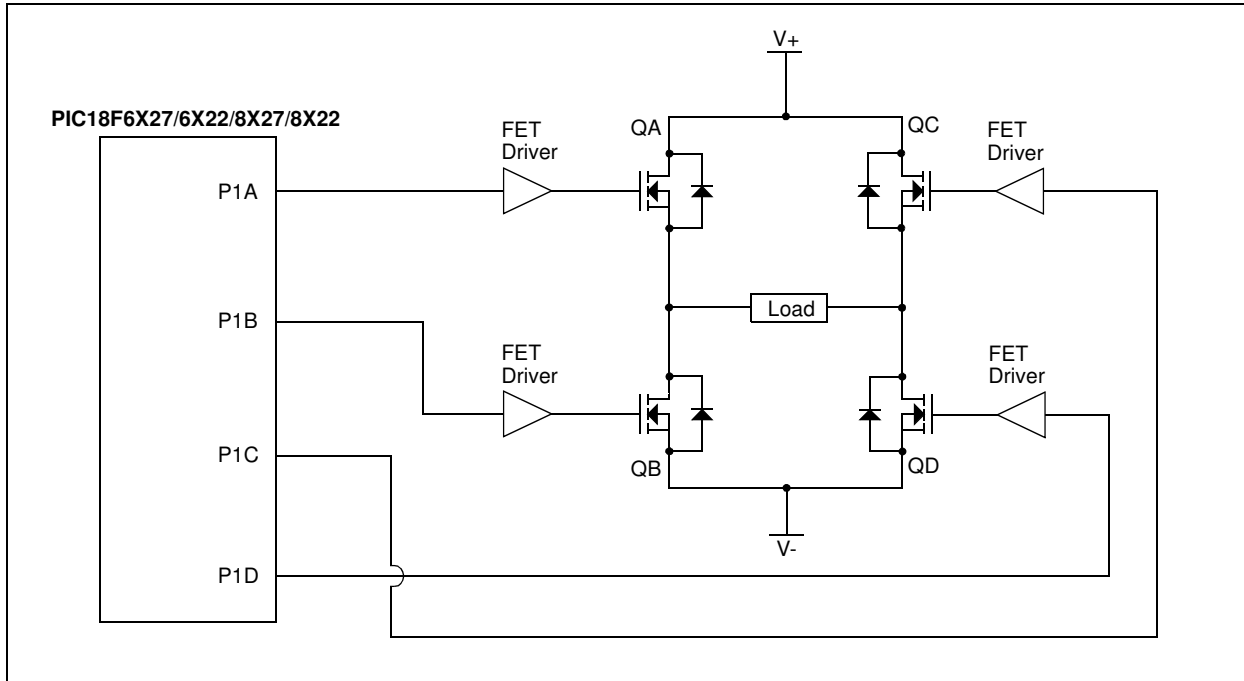 V+
PIC18F6X27/6X22/8X27/8X22
QA
QC
FET
Driver
FET
Driver
P1A
P1B
Load
FET
Driver
FET
Driver
P1C
QB
QD
V-
P1D